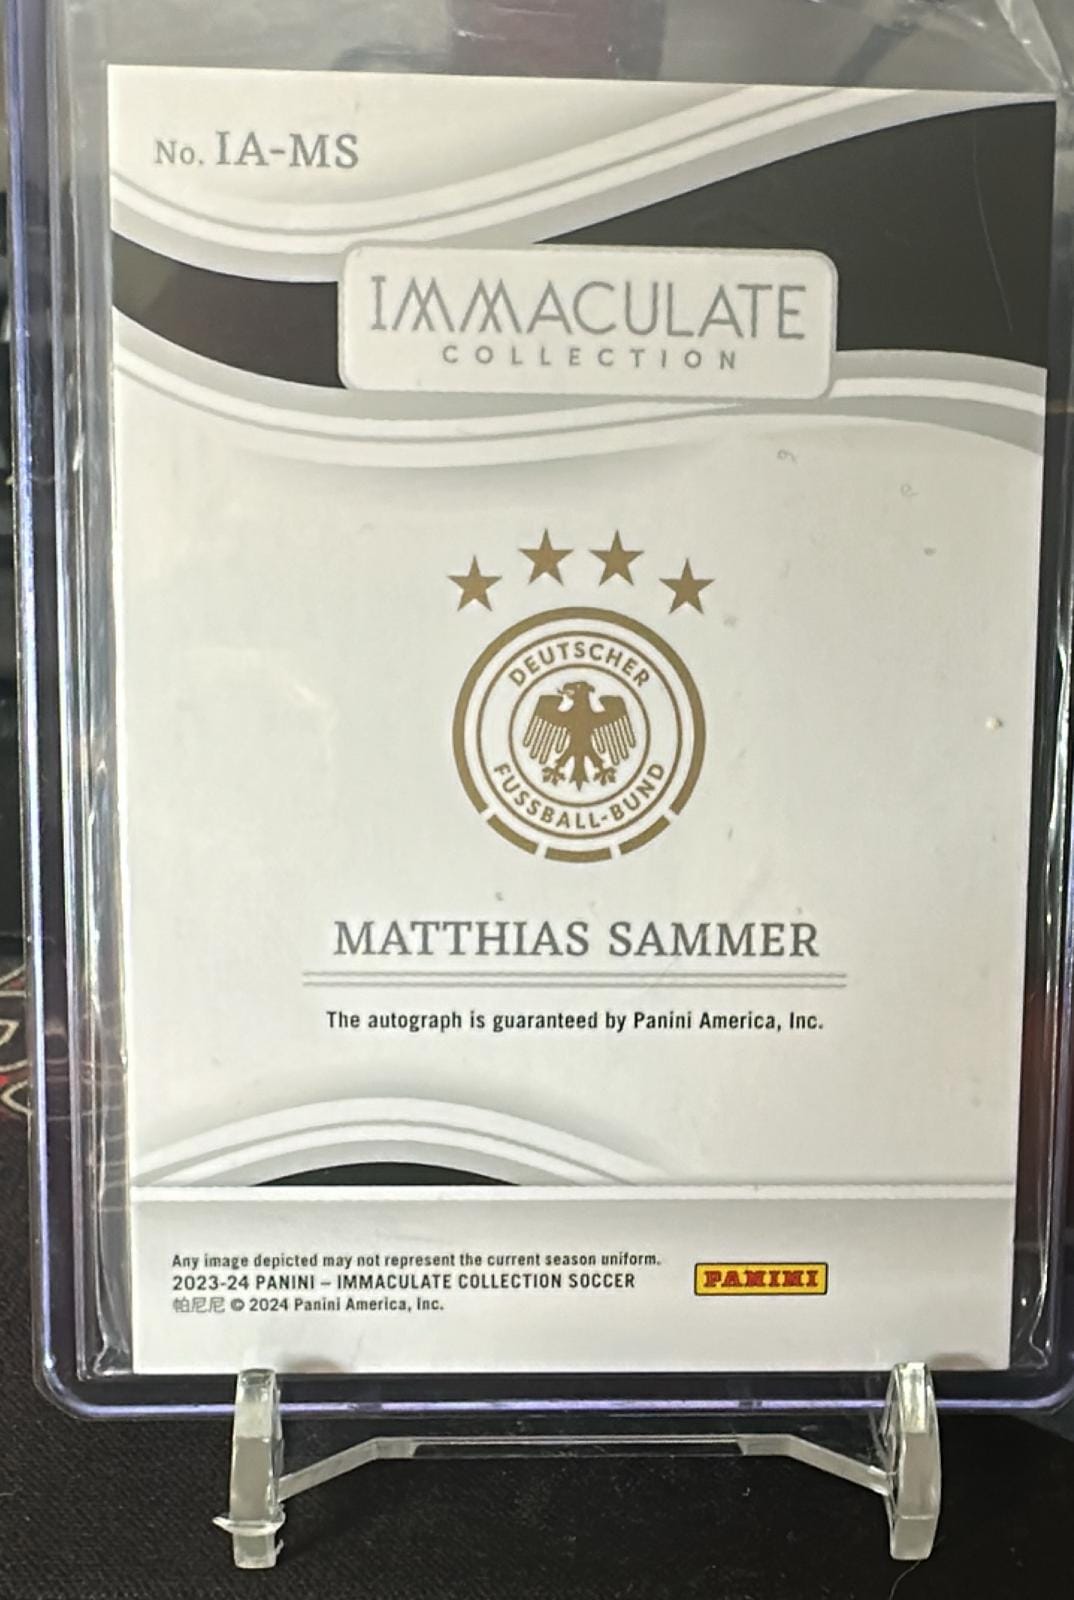 No. IA-MS
IMMACULATE
COLLECTION
DEUTSCHER
FUSSBALL-BUND
MATTHIAS SAMMER
The autograph is guaranteed by Panini America, Inc.
Any image depicted may not represent the current season uniform.
2023-24 PANINI – IMMACULATE COLLECTION SOCCER
帕尼尼 © 2024 Panini America, Inc.
PANINI